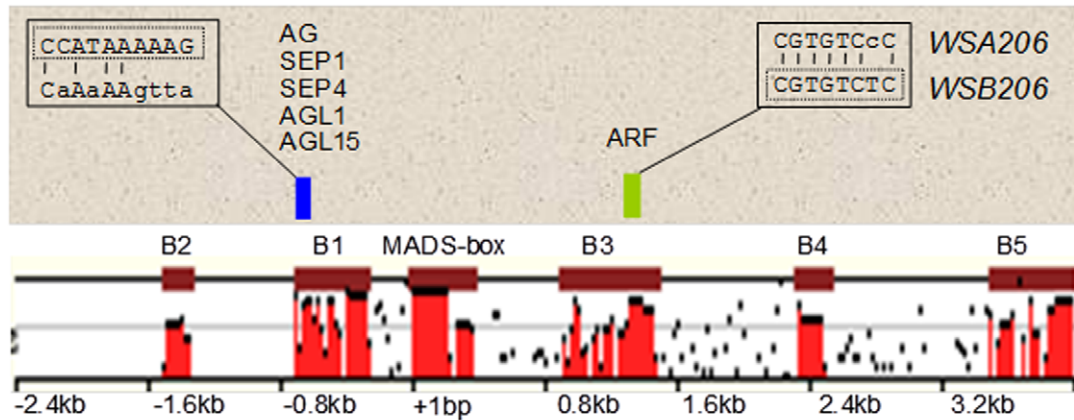 CCATAAAAAG
CaAaAAgtta
AG
SEP1
SEP4
AGL1
AGL15
CGTGTCcC
CGTGTCTC
WSA206
WSB206
ARF
B2 B1 MADS-box B3 B4 B5
-2.4kb -1.6kb -0.8kb +1bp 0.8kb 1.6kb 2.4kb 3.2kb